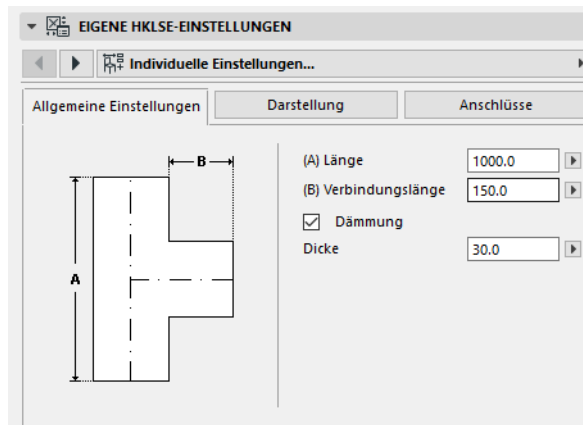 EIGENE HKLSE-EINSTELLUNGEN
Individuelle Einstellungen...
Allgemeine Einstellungen
Darstellung
Anschlüsse
B
A
(A) Länge
1000.0
(B) Verbindungslänge
150.0
Dämmung
Dicke
30.0